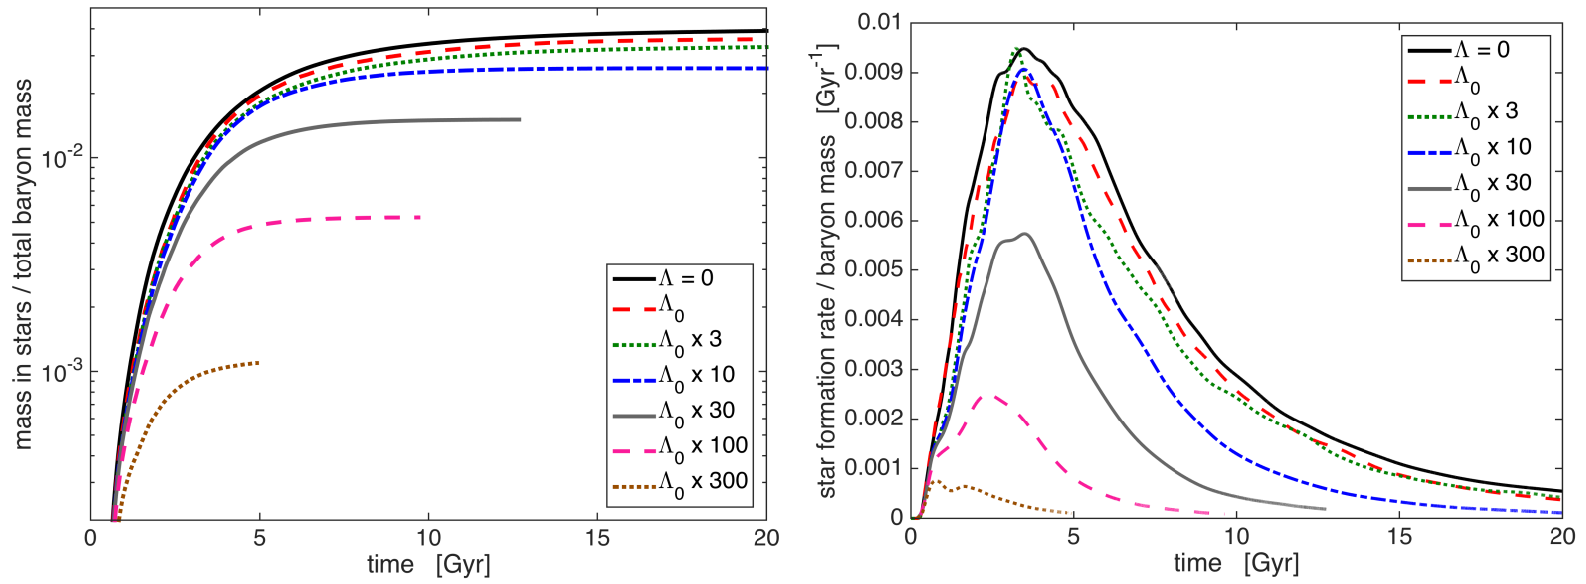 mass in stars / total baryon mass
10⁻²
10⁻³
Λ = 0
Λ₀
Λ₀ x 3
Λ₀ x 10
Λ₀ x 30
Λ₀ x 100
Λ₀ x 300
0 5 10 15 20
time [Gyr]
star formation rate / baryon mass [Gyr⁻¹]
0.01
0.009
0.008
0.007
0.006
0.005
0.004
0.003
0.002
0.001
0
Λ = 0
Λ₀
Λ₀ x 3
Λ₀ x 10
Λ₀ x 30
Λ₀ x 100
Λ₀ x 300
0 5 10 15 20
time [Gyr]